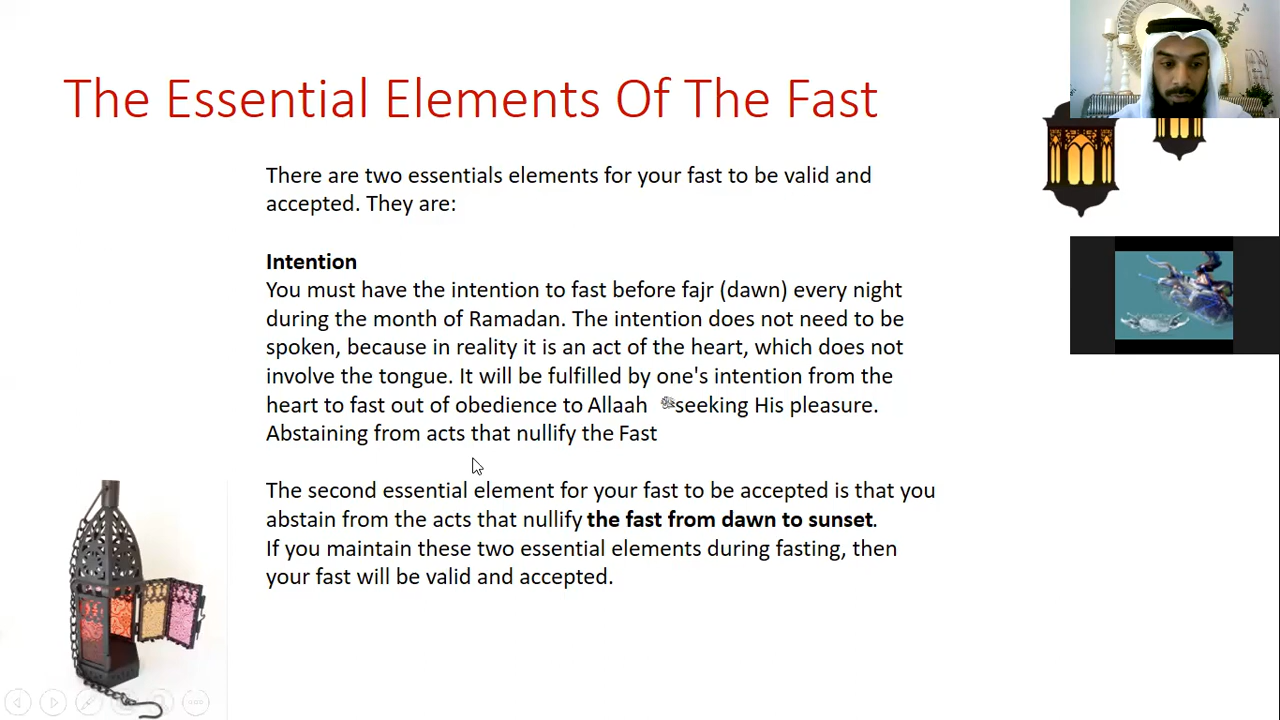 The Essential Elements Of The Fast
There are two essentials elements for your fast to be valid and
accepted. They are:
Intention
You must have the intention to fast before fajr (dawn) every night
during the month of Ramadan. The intention does not need to be
spoken, because in reality it is an act of the heart, which does not
involve the tongue. It will be fulfilled by one's intention from the
heart to fast out of obedience to Allaah seeking His pleasure.
Abstaining from acts that nullify the Fast
The second essential element for your fast to be accepted is that you
abstain from the acts that nullify the fast from dawn to sunset.
If you maintain these two essential elements during fasting, then
your fast will be valid and accepted.